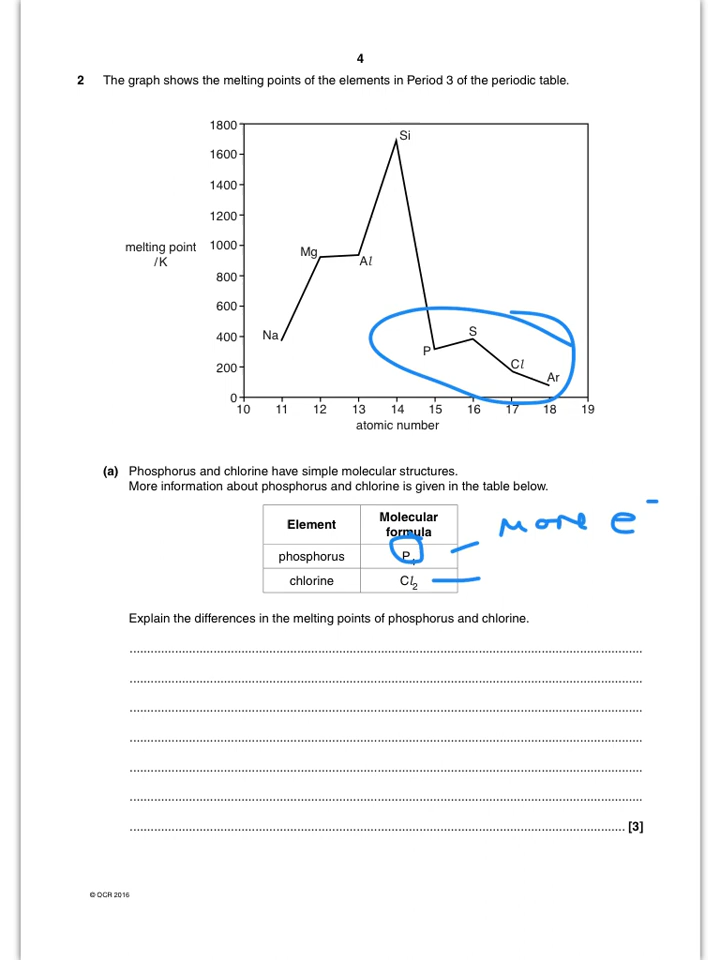 4
2 The graph shows the melting points of the elements in Period 3 of the periodic table.
1800
Si
1600
1400
1200
melting point
/K
1000
Mg
Al
800
600
400
Na
S
P
200
Cl
Ar
0
10 11 12 13 14 15 16 17 18 19
atomic number
(a) Phosphorus and chlorine have simple molecular structures.
More information about phosphorus and chlorine is given in the table below.
Element Molecular formula
more e⁻
phosphorus P₄
chlorine Cl₂
Explain the differences in the melting points of phosphorus and chlorine.
[3]
© OCR 2016